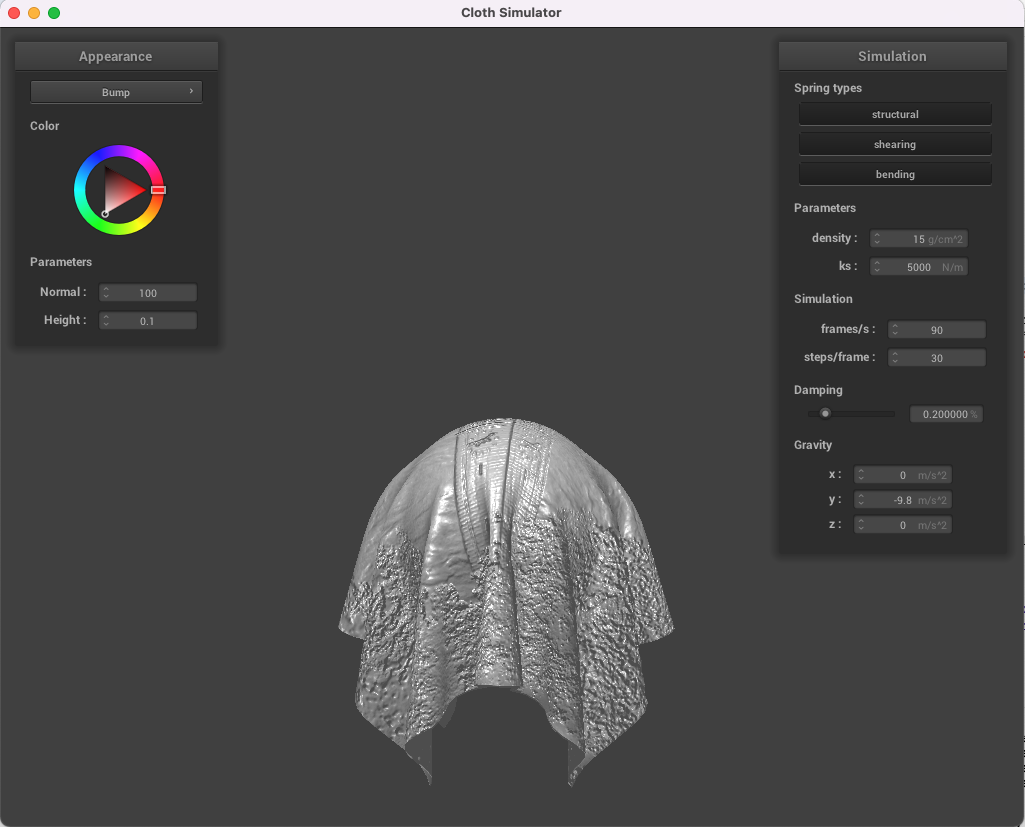 Cloth Simulator
Appearance
Bump
Color
Parameters
Normal : 100
Height : 0.1
Simulation
Spring types
structural
shearing
bending
Parameters
density : 15 g/cm^2
ks : 5000 N/m
Simulation
frames/s : 90
steps/frame : 30
Damping
0.200000 %
Gravity
x : 0 m/s^2
y : -9.8 m/s^2
z : 0 m/s^2